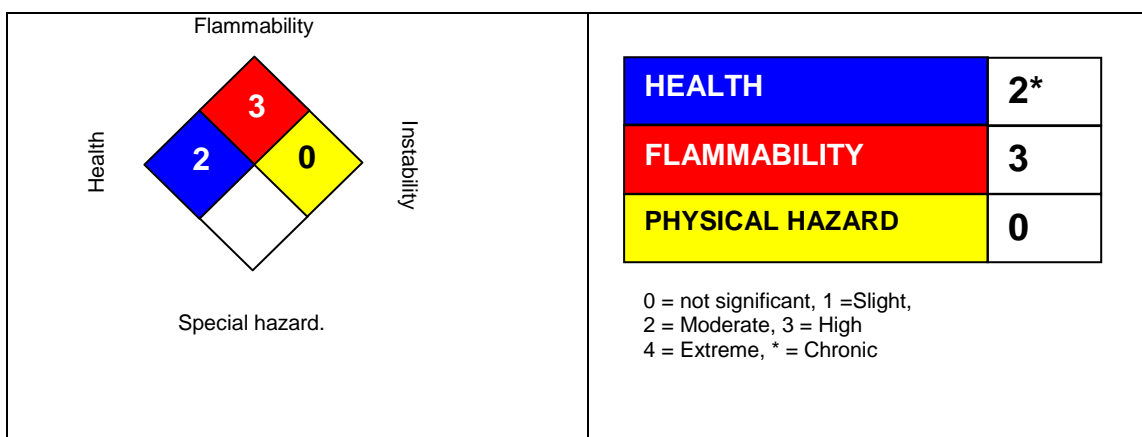 Flammability
3
Health
2
0
Instability
Special hazard.
HEALTH 2*
FLAMMABILITY 3
PHYSICAL HAZARD 0
0 = not significant, 1 =Slight,
2 = Moderate, 3 = High
4 = Extreme, * = Chronic